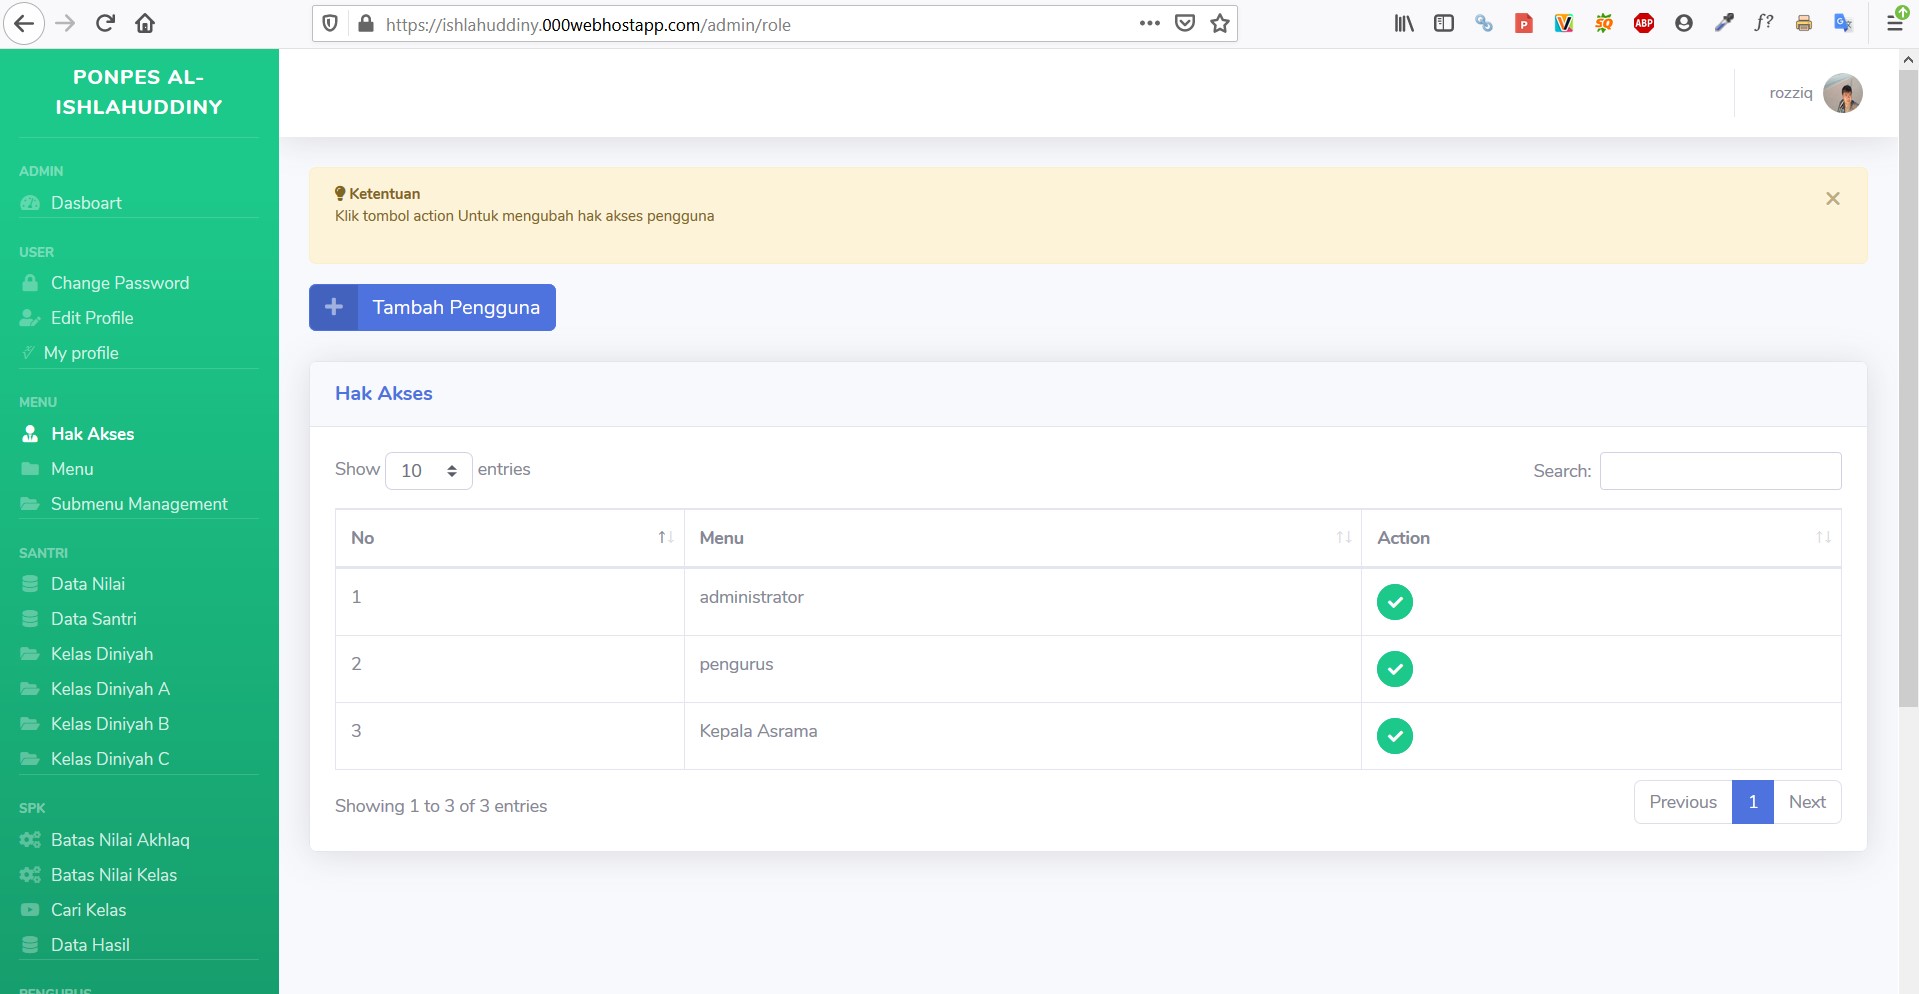 https://ishlahuddiny.000webhostapp.com/admin/role
PONPES AL-
ISHLAHUDDINY
ADMIN
Dasboart
USER
Change Password
Edit Profile
My profile
MENU
Hak Akses
Menu
Submenu Management
SANTRI
Data Nilai
Data Santri
Kelas Diniyah
Kelas Diniyah A
Kelas Diniyah B
Kelas Diniyah C
SPK
Batas Nilai Akhlaq
Batas Nilai Kelas
Cari Kelas
Data Hasil
PENGURUS
rozziq
Ketentuan
Klik tombol action Untuk mengubah hak akses pengguna
Tambah Pengguna
Hak Akses
Show 10 entries
Search:
No Menu Action
1 administrator
2 pengurus
3 Kepala Asrama
Showing 1 to 3 of 3 entries
Previous 1 Next